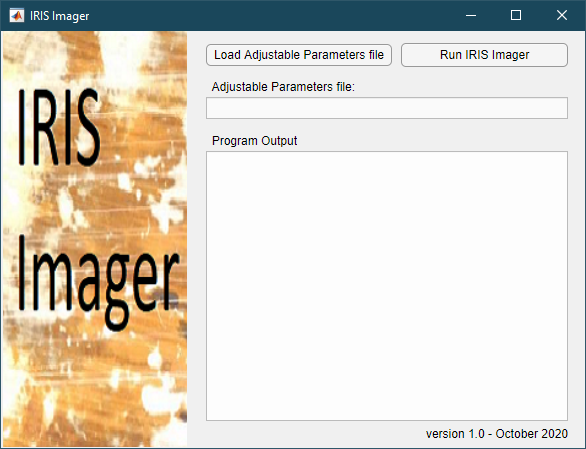 IRIS Imager
IRIS
Imager
Load Adjustable Parameters file
Run IRIS Imager
Adjustable Parameters file:
Program Output
version 1.0 - October 2020